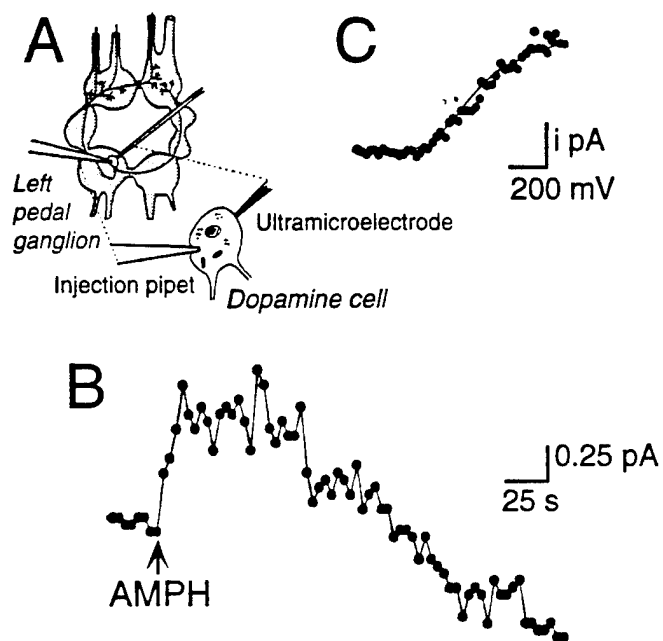 A
Left
pedal
ganglion
Injection pipet
Ultramicroelectrode
Dopamine cell
C
i pA
200 mV
B
AMPH
0.25 pA
25 s